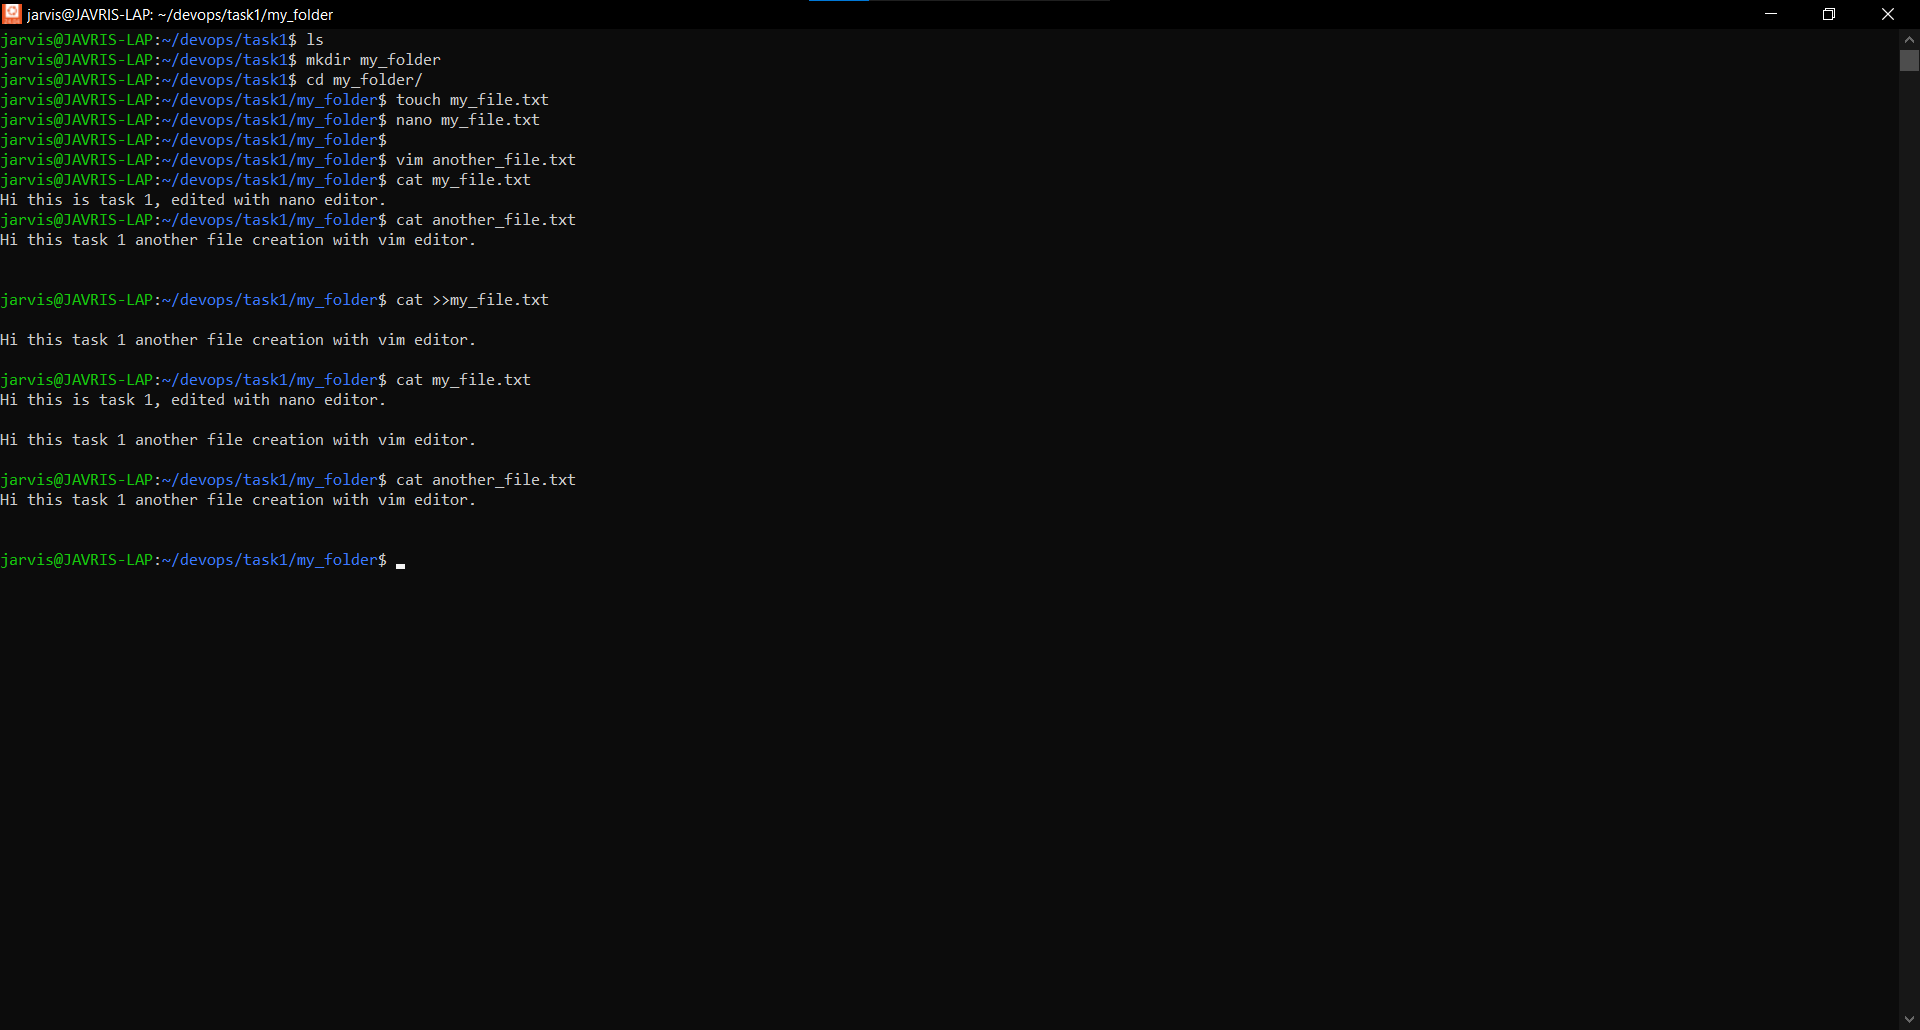 jarvis@JAVRIS-LAP: ~/devops/task1/my_folder
jarvis@JAVRIS-LAP:~/devops/task1$ ls
jarvis@JAVRIS-LAP:~/devops/task1$ mkdir my_folder
jarvis@JAVRIS-LAP:~/devops/task1$ cd my_folder/
jarvis@JAVRIS-LAP:~/devops/task1/my_folder$ touch my_file.txt
jarvis@JAVRIS-LAP:~/devops/task1/my_folder$ nano my_file.txt
jarvis@JAVRIS-LAP:~/devops/task1/my_folder$
jarvis@JAVRIS-LAP:~/devops/task1/my_folder$ vim another_file.txt
jarvis@JAVRIS-LAP:~/devops/task1/my_folder$ cat my_file.txt
Hi this is task 1, edited with nano editor.
jarvis@JAVRIS-LAP:~/devops/task1/my_folder$ cat another_file.txt
Hi this task 1 another file creation with vim editor.
jarvis@JAVRIS-LAP:~/devops/task1/my_folder$ cat >>my_file.txt
Hi this task 1 another file creation with vim editor.
jarvis@JAVRIS-LAP:~/devops/task1/my_folder$ cat my_file.txt
Hi this is task 1, edited with nano editor.
Hi this task 1 another file creation with vim editor.
jarvis@JAVRIS-LAP:~/devops/task1/my_folder$ cat another_file.txt
Hi this task 1 another file creation with vim editor.
jarvis@JAVRIS-LAP:~/devops/task1/my_folder$